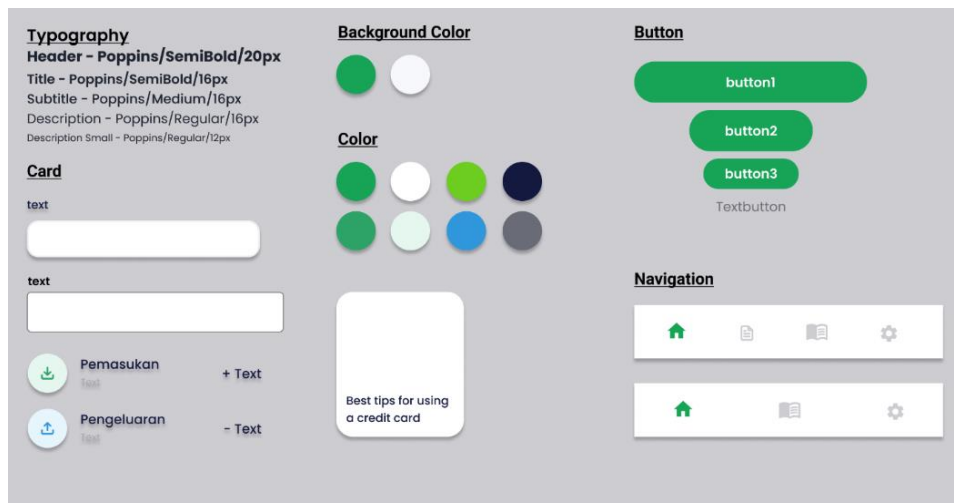 Typography
Header - Poppins/SemiBold/20px
Title - Poppins/SemiBold/16px
Subtitle - Poppins/Medium/16px
Description - Poppins/Regular/16px
Description Small - Poppins/Regular/12px
Card
text
text
Pemasukan
Text
+ Text
Pengeluaran
Text
- Text
Background Color
Color
Best tips for using
a credit card
Button
button1
button2
button3
Textbutton
Navigation